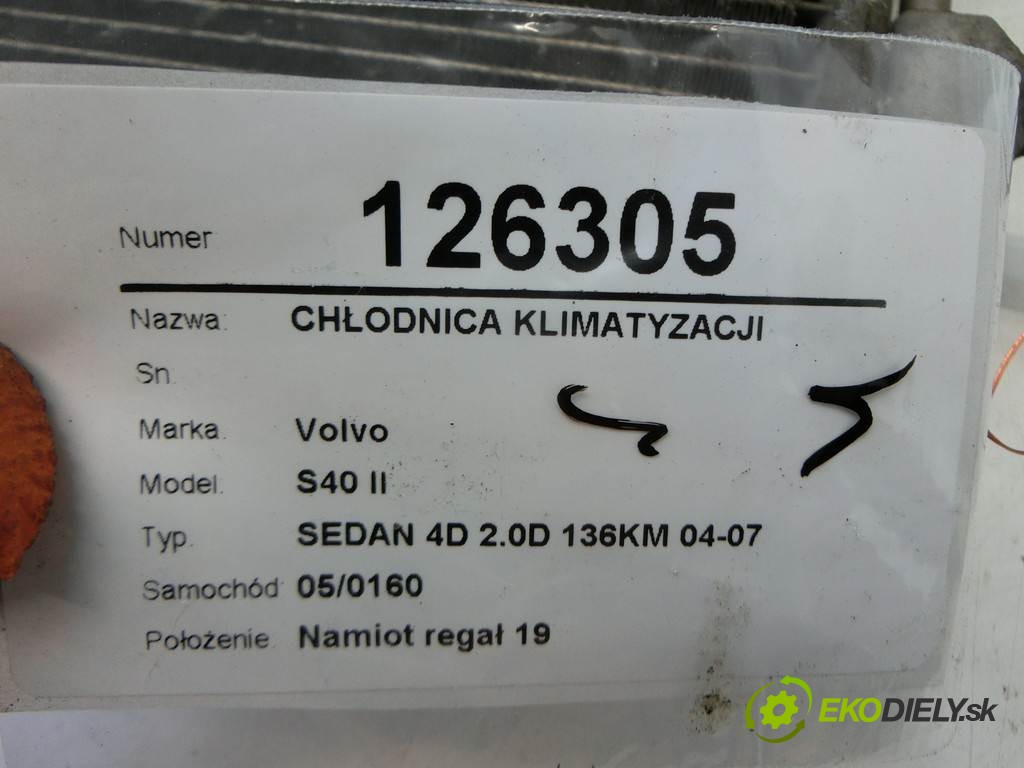 Numer 126305
Nazwa: CHŁODNICA KLIMATYZACJI
Sn.
Marka. Volvo
Model. S40 II
Typ. SEDAN 4D 2.0D 136KM 04-07
Samochód 05/0160
Położenie. Namiot regał 19
EKODIELY.sk